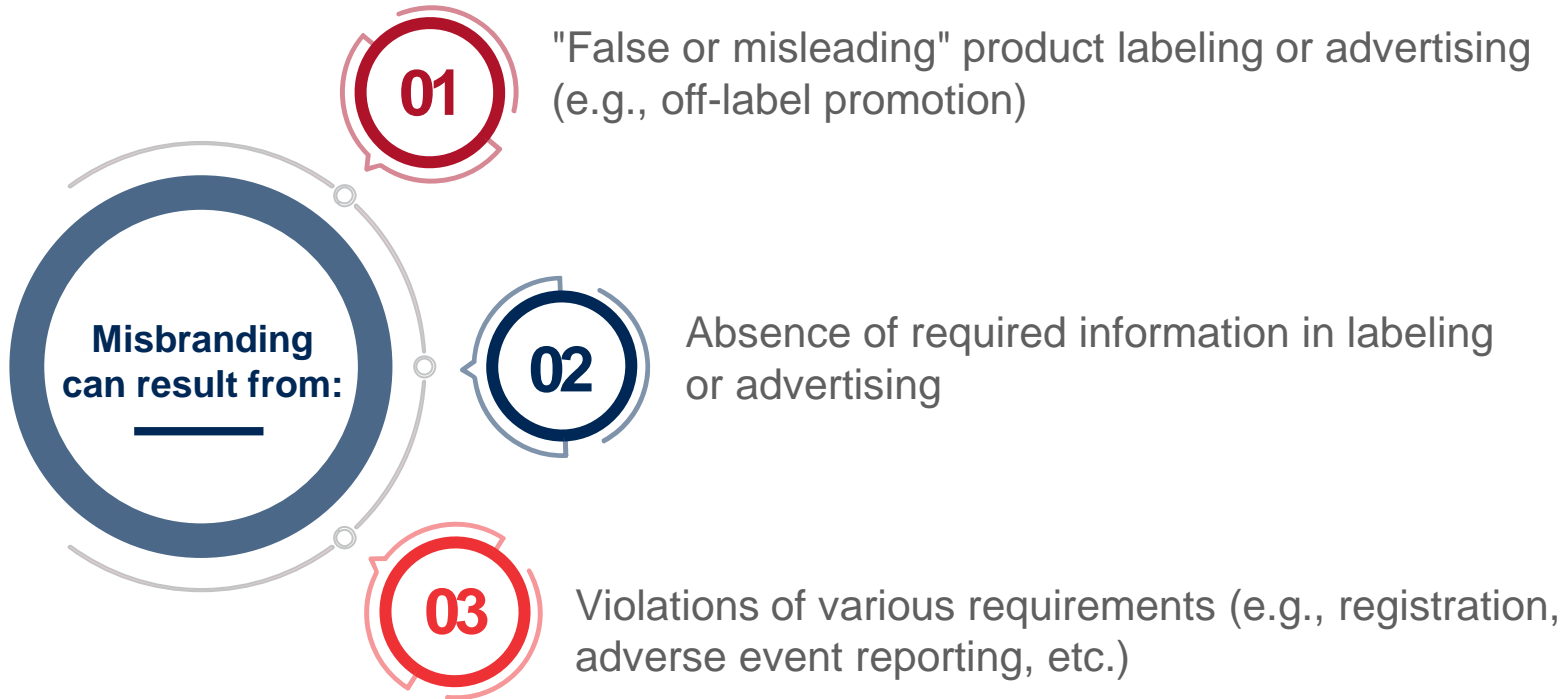 01
"False or misleading" product labeling or advertising
(e.g., off-label promotion)
Misbranding
can result from:
02
Absence of required information in labeling
or advertising
03
Violations of various requirements (e.g., registration,
adverse event reporting, etc.)